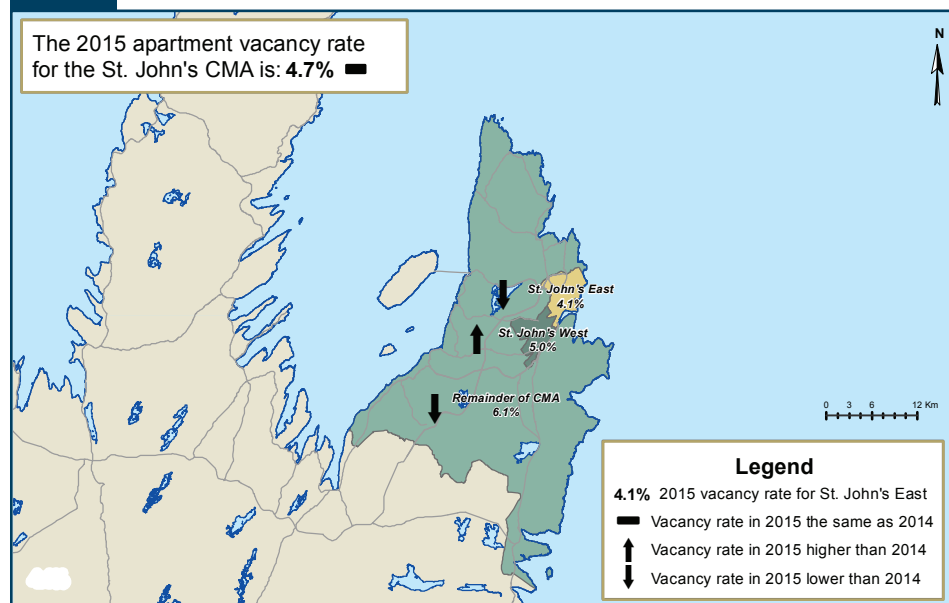 The 2015 apartment vacancy rate
for the St. John's CMA is: 4.7%
N
St. John's East
4.1%
St. John's West
5.0%
Remainder of CMA
6.1%
0 3 6 12 Km
Legend
4.1% 2015 vacancy rate for St. John's East
Vacancy rate in 2015 the same as 2014
Vacancy rate in 2015 higher than 2014
Vacancy rate in 2015 lower than 2014